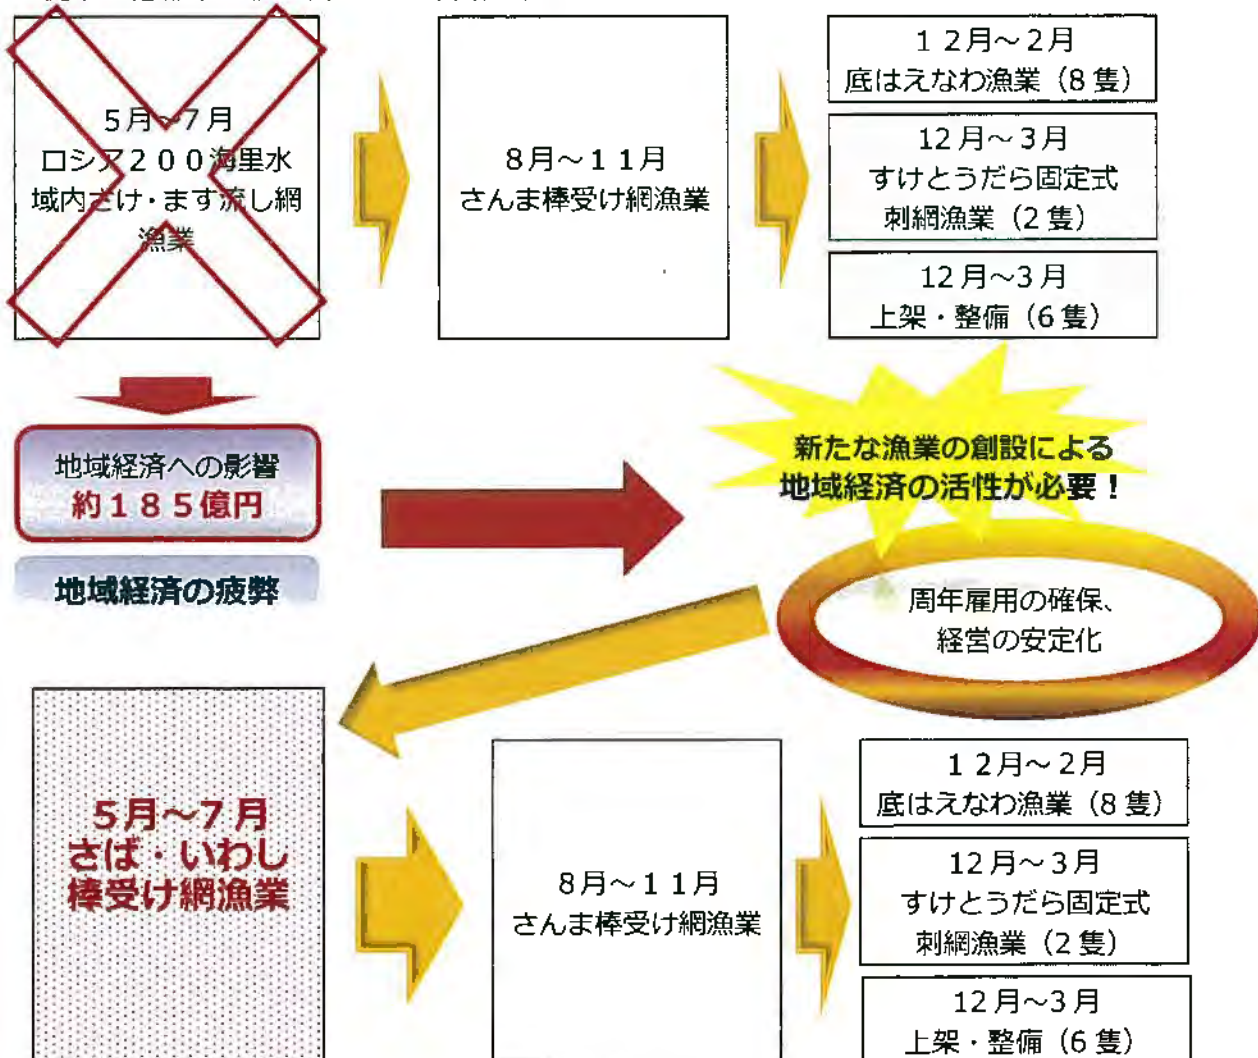 5月~7月
ロシア200海里水
域内さけ・ます流し網
漁業
8月~11月
さんま棒受け網漁業
12月~2月
底はえなわ漁業(8隻)
12月~3月
すけとうだら固定式
刺網漁業(2隻)
12月~3月
上架・整備(6隻)
地域経済への影響
約185億円
地域経済の疲弊
新たな漁業の創設による
地域経済の活性が必要!
周年雇用の確保、
経営の安定化
5月~7月
さば・いわし
棒受け網漁業
8月~11月
さんま棒受け網漁業
12月~2月
底はえなわ漁業(8隻)
12月~3月
すけとうだら固定式
刺網漁業(2隻)
12月~3月
上架・整備(6隻)